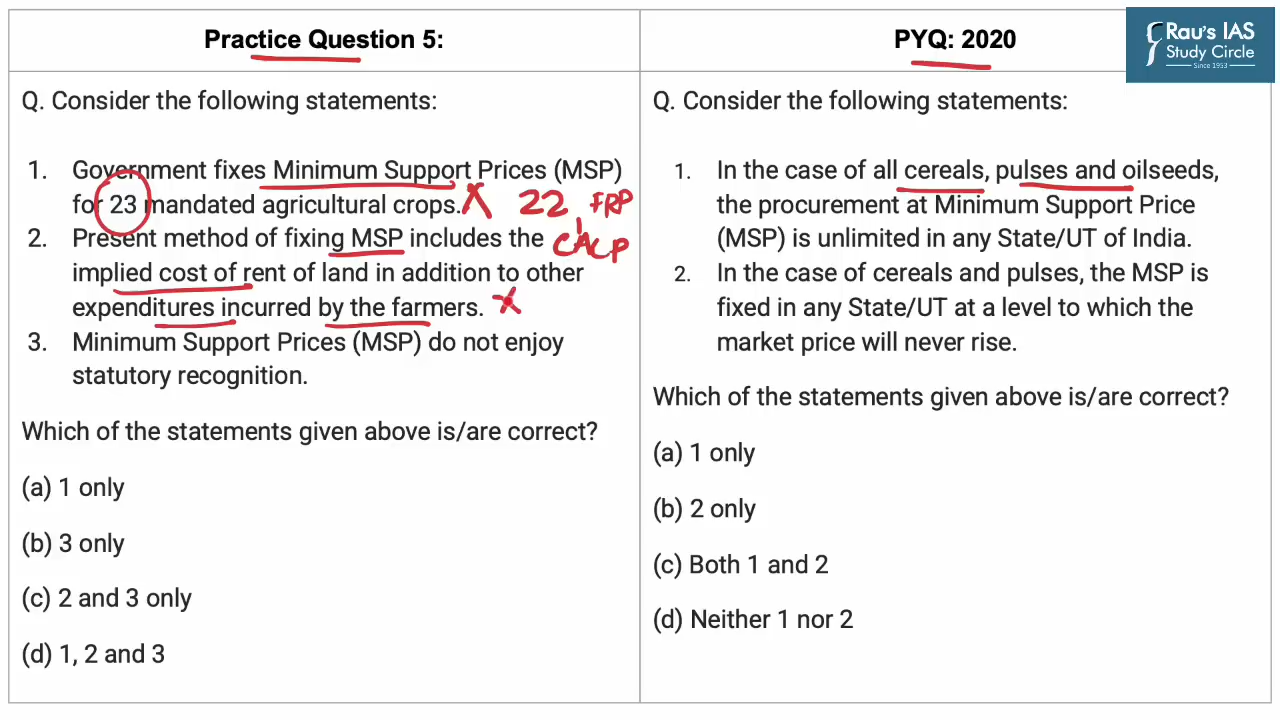 Practice Question 5:
Q. Consider the following statements:
1. Government fixes Minimum Support Prices (MSP)
for 23 mandated agricultural crops. X 22, FRP
2. Present method of fixing MSP includes the CACP
implied cost of rent of land in addition to other
expenditures incurred by the farmers. X
3. Minimum Support Prices (MSP) do not enjoy
statutory recognition.
Which of the statements given above is/are correct?
(a) 1 only
(b) 3 only
(c) 2 and 3 only
(d) 1, 2 and 3
PYQ: 2020
Rau's IAS
Study Circle
Since 1953
Q. Consider the following statements:
1. In the case of all cereals, pulses and oilseeds,
the procurement at Minimum Support Price
(MSP) is unlimited in any State/UT of India.
2. In the case of cereals and pulses, the MSP is
fixed in any State/UT at a level to which the
market price will never rise.
Which of the statements given above is/are correct?
(a) 1 only
(b) 2 only
(c) Both 1 and 2
(d) Neither 1 nor 2